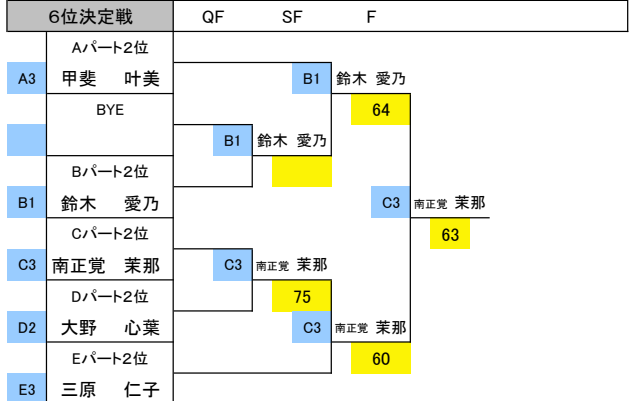 6位決定戦 QF SF F
Aパート2位
A3 甲斐 叶美 B1 鈴木 愛乃
BYE 64
B1 鈴木 愛乃
Bパート2位
B1 鈴木 愛乃 C3 南正覚 茉那
Cパート2位 63
C3 南正覚 茉那 C3 南正覚 茉那
Dパート2位 75
D2 大野 心葉 C3 南正覚 茉那
Eパート2位 60
E3 三原 仁子